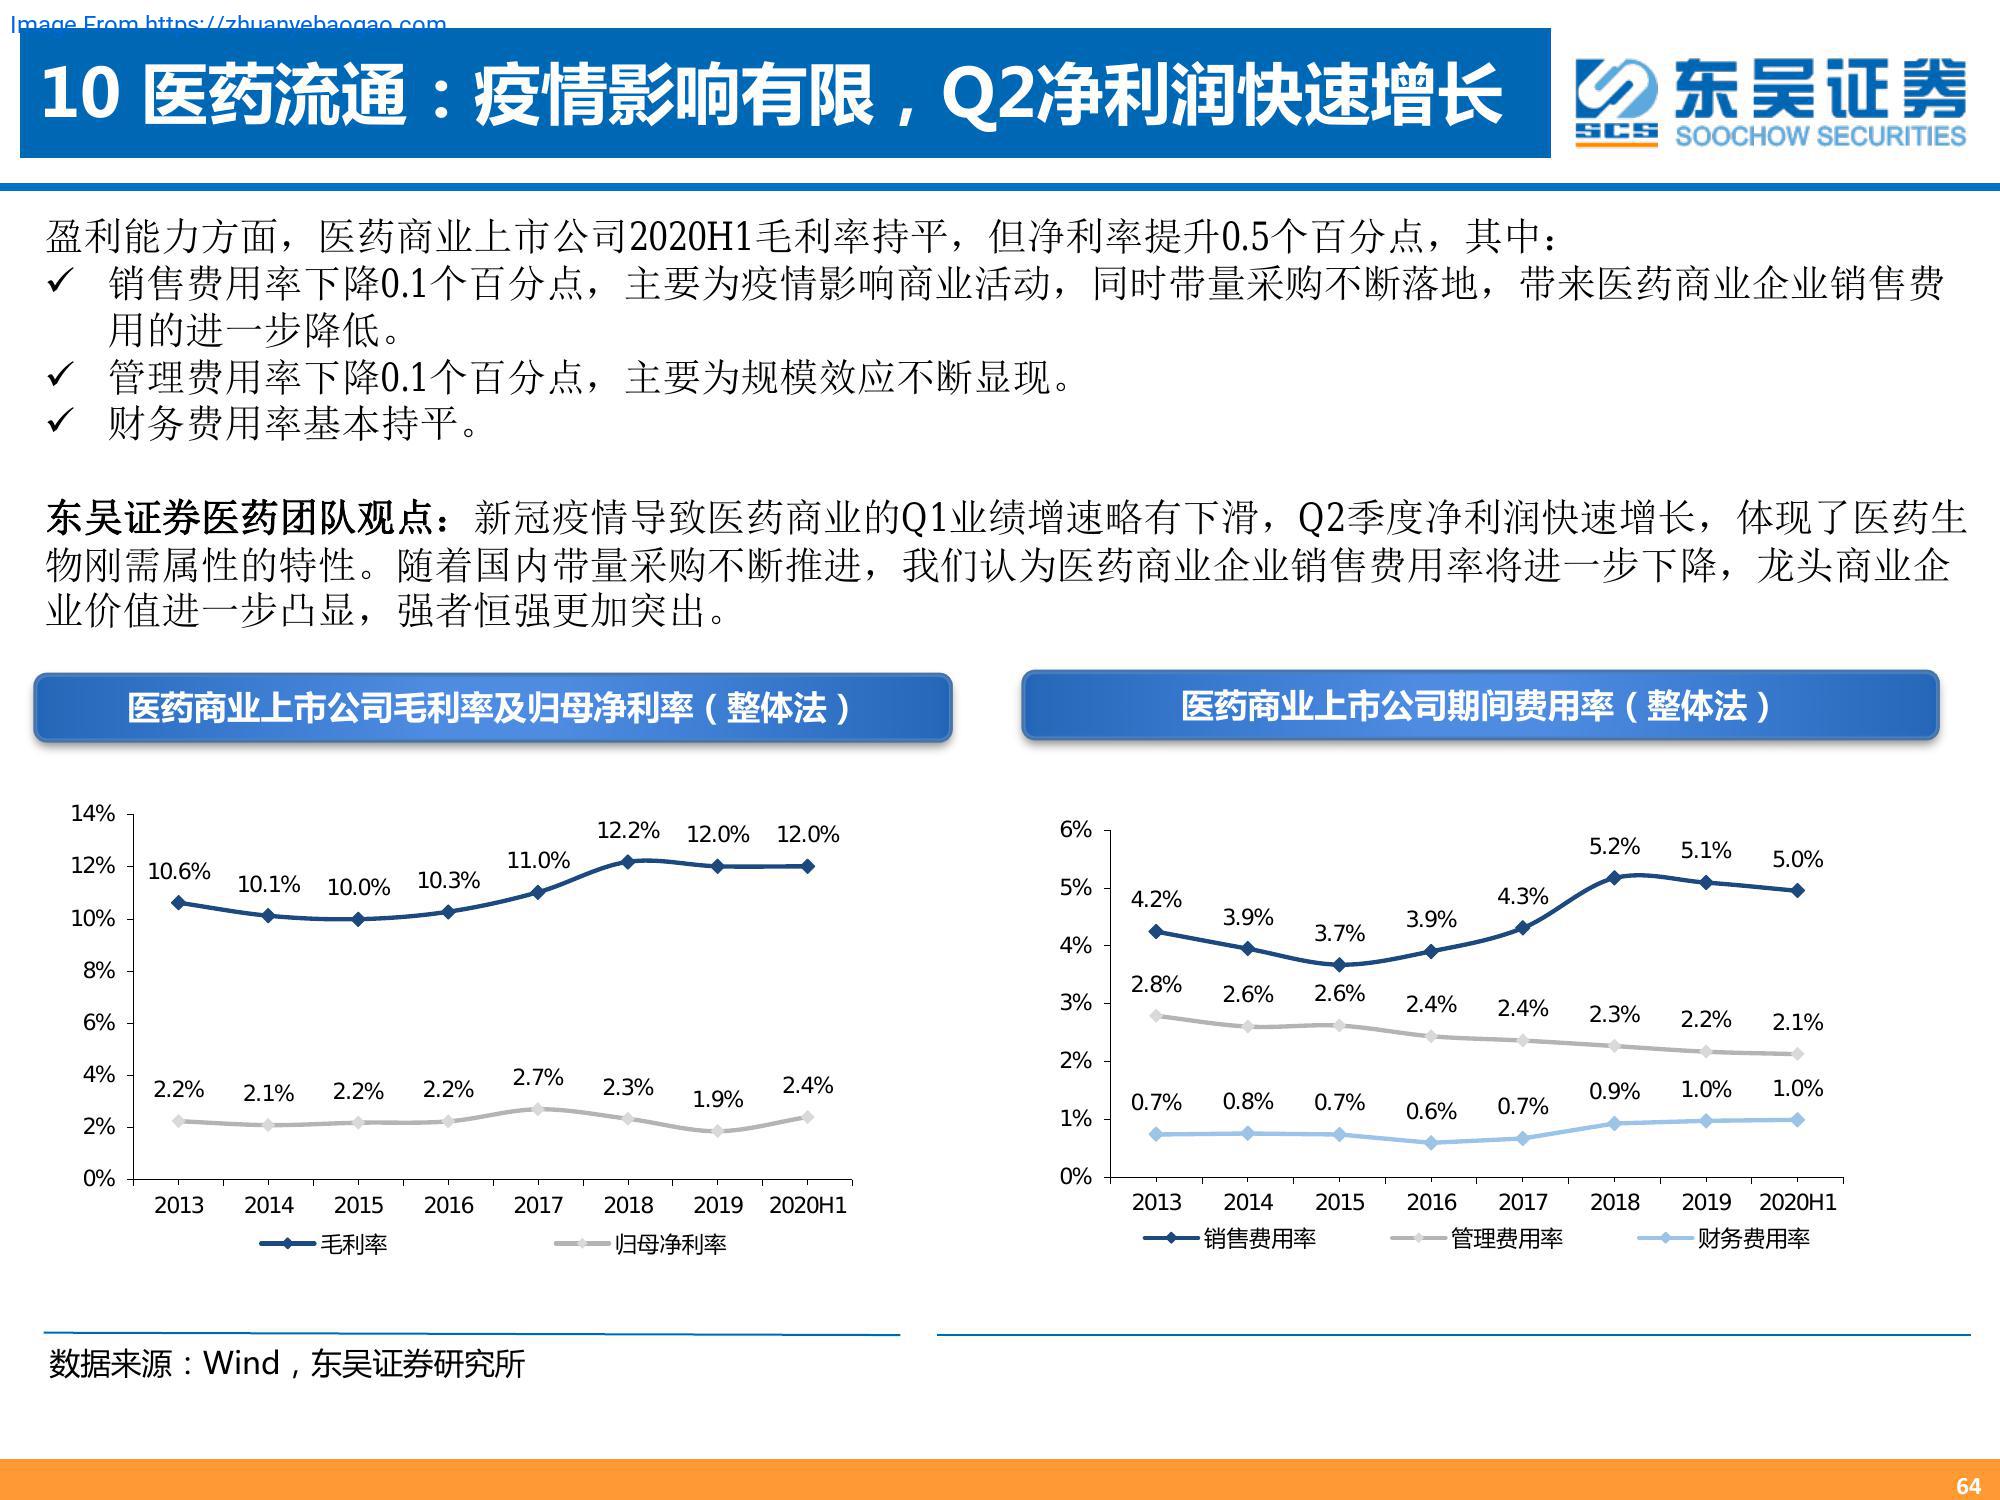 Image From https://zhuanyebaogao.com
10 医药流通：疫情影响有限，Q2净利润快速增长
东吴证券
SCS
SOOCHOW SECURITIES
盈利能力方面，医药商业上市公司2020H1毛利率持平，但净利率提升0.5个百分点，其中：
✓ 销售费用率下降0.1个百分点，主要为疫情影响商业活动，同时带量采购不断落地，带来医药商业企业销售费
用的进一步降低。
✓ 管理费用率下降0.1个百分点，主要为规模效应不断显现。
✓ 财务费用率基本持平。
东吴证券医药团队观点：新冠疫情导致医药商业的Q1业绩增速略有下滑，Q2季度净利润快速增长，体现了医药生
物刚需属性的特性。随着国内带量采购不断推进，我们认为医药商业企业销售费用率将进一步下降，龙头商业企
业价值进一步凸显，强者恒强更加突出。
医药商业上市公司毛利率及归母净利率（整体法）
14%
12%
10%
8%
6%
4%
2%
0%
10.6% 10.1% 10.0% 10.3% 11.0% 12.2% 12.0% 12.0%
2.2% 2.1% 2.2% 2.2% 2.7% 2.3% 1.9% 2.4%
2013 2014 2015 2016 2017 2018 2019 2020H1
毛利率 归母净利率
医药商业上市公司期间费用率（整体法）
6%
5%
4%
3%
2%
1%
0%
4.2% 3.9% 3.7% 3.9% 4.3% 5.2% 5.1% 5.0%
2.8% 2.6% 2.6% 2.4% 2.4% 2.3% 2.2% 2.1%
0.7% 0.8% 0.7% 0.6% 0.7% 0.9% 1.0% 1.0%
2013 2014 2015 2016 2017 2018 2019 2020H1
销售费用率 管理费用率 财务费用率
数据来源：Wind，东吴证券研究所
64